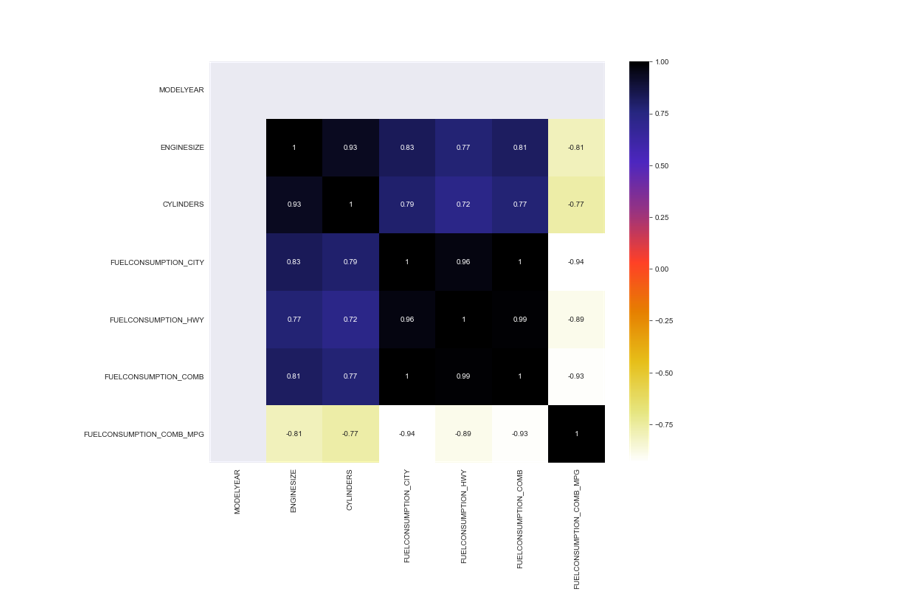 MODELYEAR
ENGINESIZE 1 0.93 0.83 0.77 0.81 -0.81
CYLINDERS 0.93 1 0.79 0.72 0.77 -0.77
FUELCONSUMPTION_CITY 0.83 0.79 1 0.96 1 -0.94
FUELCONSUMPTION_HWY 0.77 0.72 0.96 1 0.99 -0.89
FUELCONSUMPTION_COMB 0.81 0.77 1 0.99 1 -0.93
FUELCONSUMPTION_COMB_MPG -0.81 -0.77 -0.94 -0.89 -0.93 1
MODELYEAR
ENGINESIZE
CYLINDERS
FUELCONSUMPTION_CITY
FUELCONSUMPTION_HWY
FUELCONSUMPTION_COMB
FUELCONSUMPTION_COMB_MPG
1.00
0.75
0.50
0.25
0.00
−0.25
−0.50
−0.75